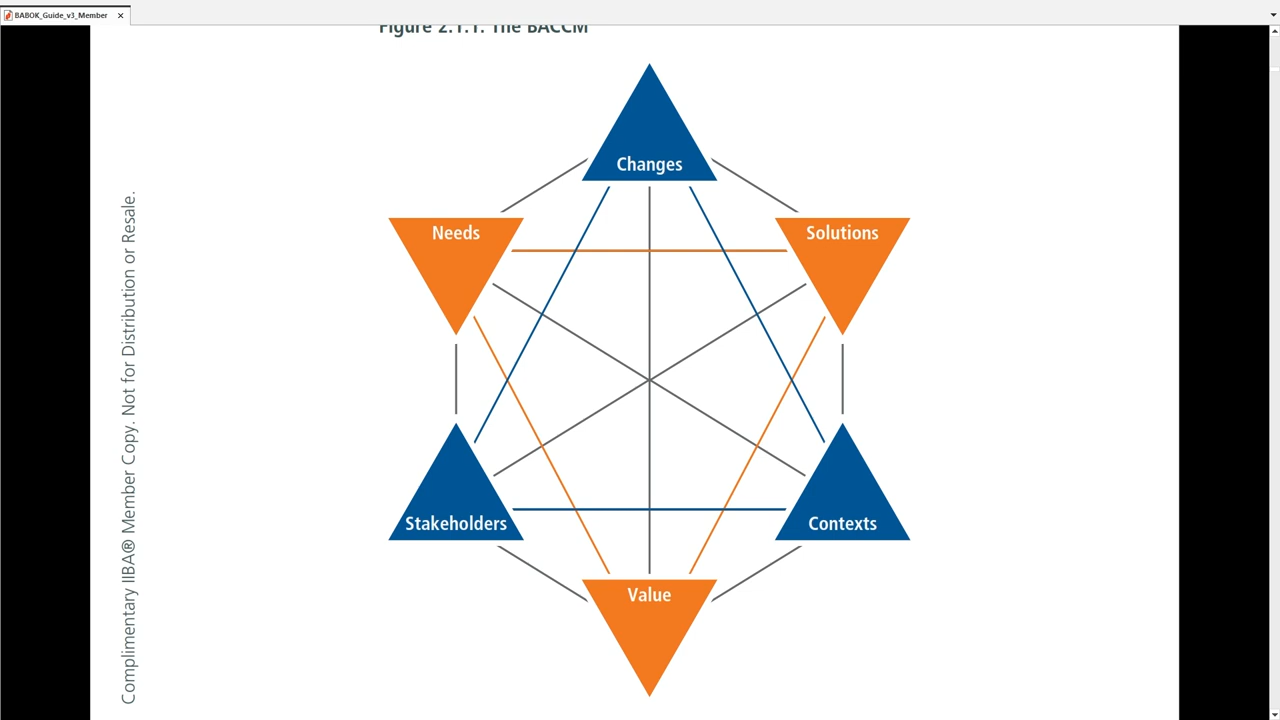 BABOK_Guide_v3_Member
Figure 2.1.1: The BACCM
Changes
Needs
Solutions
Stakeholders
Contexts
Value
Complimentary IIBA® Member Copy. Not for Distribution or Resale.